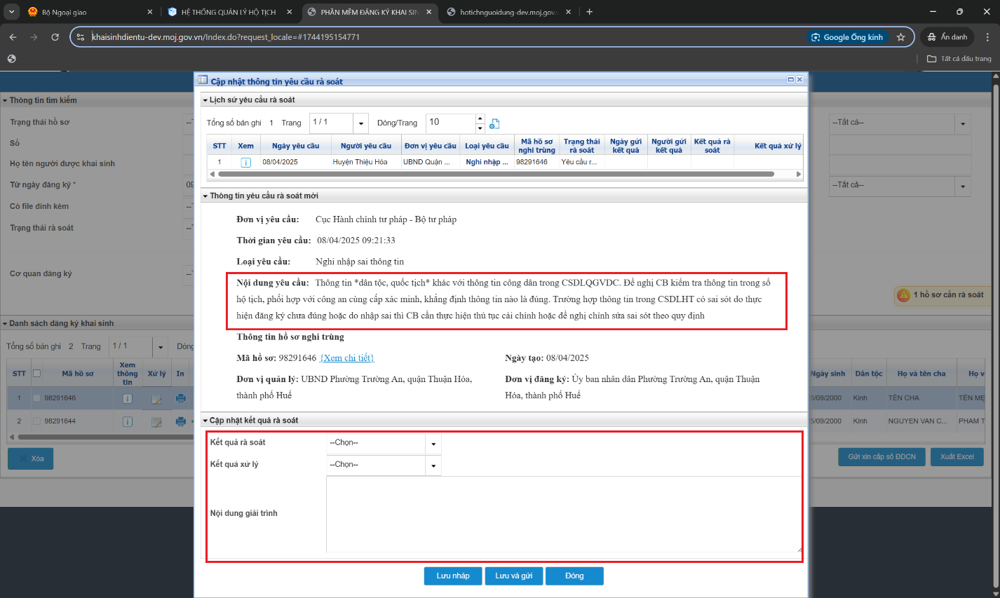 Bộ Ngoại giao
HỆ THỐNG QUẢN LÝ HỘ TỊCH
PHẦN MỀM ĐĂNG KÝ KHAI SIN
hotichnguoidung-dev.moj.gov.
khaisinhdientu-dev.moj.gov.vn/Index.do?request_locale=#1744195154771
Google Ống kính
Ẩn danh
Tất cả dấu trang
Cập nhật thông tin yêu cầu rà soát
Lịch sử yêu cầu rà soát
Tổng số bản ghi 1 Trang 1 / 1 Dòng/Trang 10
STT Xem Ngày yêu cầu Người yêu cầu Đơn vị yêu cầu Loại yêu cầu Mã hồ sơ nghi trùng Trạng thái rà soát Ngày gửi kết quả Người gửi kết quả Kết quả rà soát Kết quả xử lý
1 08/04/2025 Huyện Thiệu Hóa UBND Quận ... Nghi nhập ... 98291646 Yêu cầu r...
Thông tin yêu cầu rà soát mới
Đơn vị yêu cầu: Cục Hành chính tư pháp - Bộ tư pháp
Thời gian yêu cầu: 08/04/2025 09:21:33
Loại yêu cầu: Nghi nhập sai thông tin
Nội dung yêu cầu: Thông tin *dân tộc, quốc tịch* khác với thông tin công dân trong CSDLQGVDC. Đề nghị CB kiểm tra thông tin trong sổ
hộ tịch, phối hợp với công an cùng cấp xác minh, khẳng định thông tin nào là đúng. Trường hợp thông tin trong CSDLHT có sai sót do thực
hiện đăng ký chưa đúng hoặc do nhập sai thì CB cần thực hiện thủ tục cải chính hoặc đề nghị chỉnh sửa sai sót theo quy định
Thông tin hồ sơ nghi trùng
Mã hồ sơ: 98291646 {Xem chi tiết}
Ngày tạo: 08/04/2025
Đơn vị quản lý: UBND Phường Trường An, quận Thuận Hóa,
thành phố Huế
Đơn vị đăng ký: Ủy ban nhân dân Phường Trường An, quận Thuận
Hóa, thành phố Huế
Cập nhật kết quả rà soát
Kết quả rà soát --Chọn--
Kết quả xử lý --Chọn--
Nội dung giải trình
Lưu nháp
Lưu và gửi
Đóng
Thông tin tìm kiếm
Trạng thái hồ sơ
--Tất cả--
Số
Họ tên người được khai sinh
Từ ngày đăng ký *
--Tất cả--
Có file đính kèm
Trạng thái rà soát
Cơ quan đăng ký
1 hồ sơ cần rà soát
Danh sách đăng ký khai sinh
Tổng số bản ghi 2 Trang 1 / 1 Dòng
STT Mã hồ sơ Xem thông tin Xử lý In Ngày sinh Dân tộc Họ và tên cha Họ v
1 98291646 5/09/2000 Kinh TÊN CHA TÊN MẸ
2 98291644 5/09/2000 Kinh NGUYEN VAN C... PHAM T
Xóa
Gửi xin cấp số ĐDCN
Xuất Excel